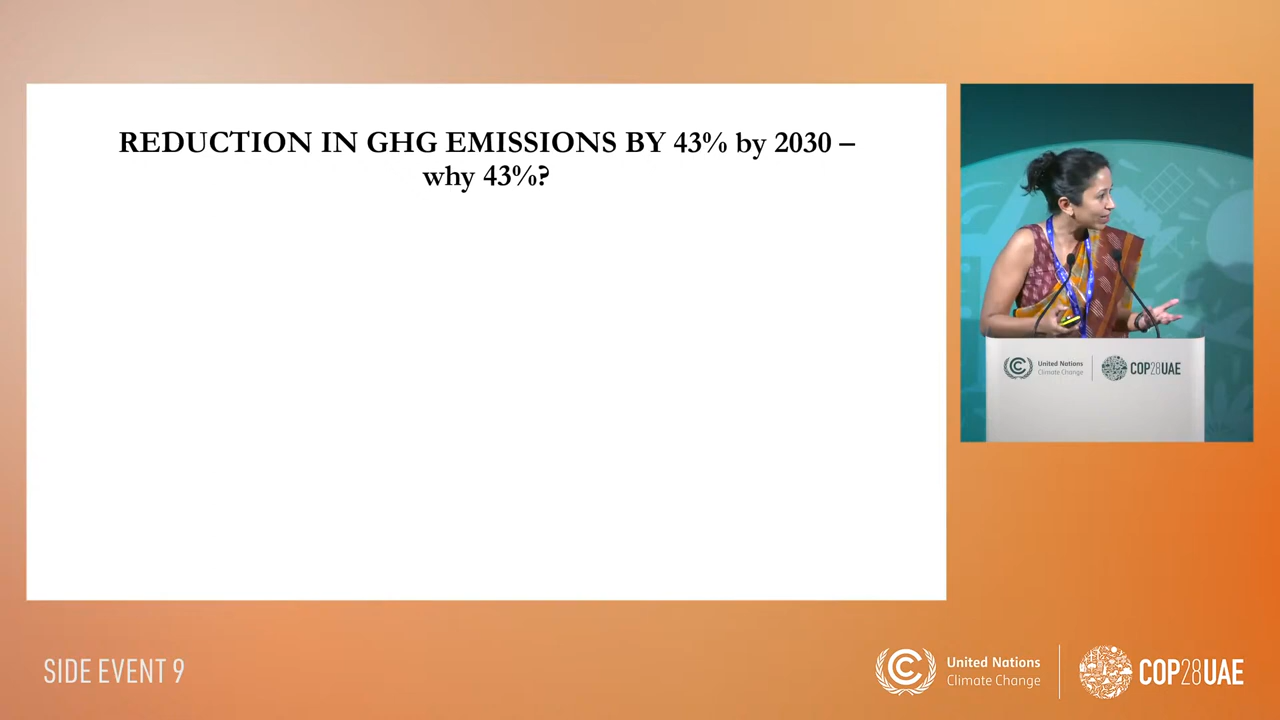 REDUCTION IN GHG EMISSIONS BY 43% by 2030 –
why 43%?
United Nations
Climate Change
COP28UAE
SIDE EVENT 9
United Nations
Climate Change
COP28UAE